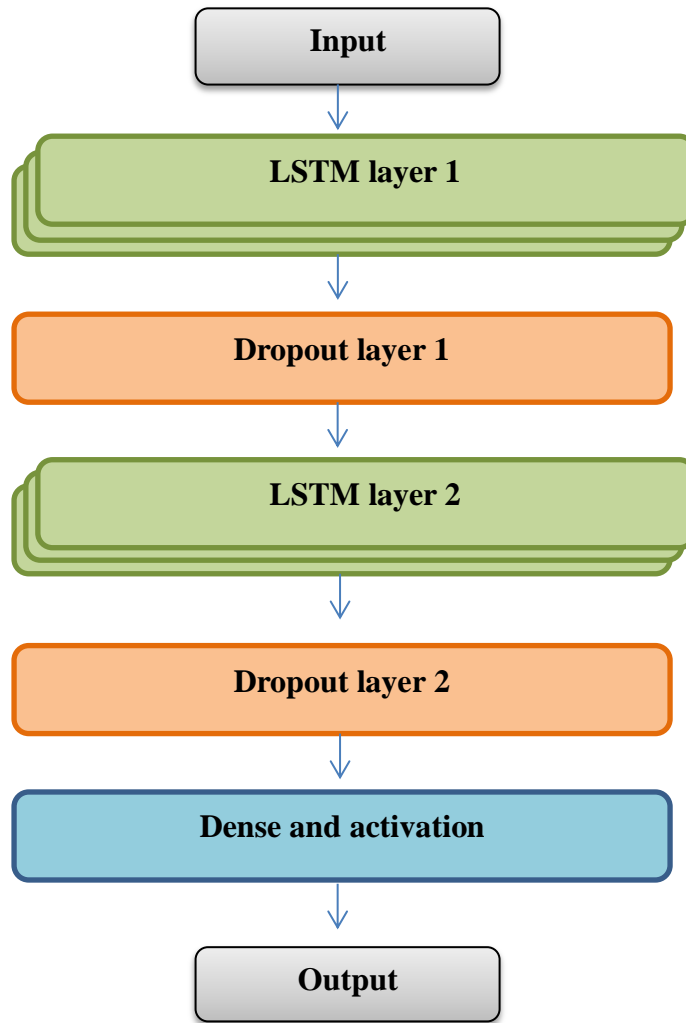 Input
LSTM layer 1
Dropout layer 1
LSTM layer 2
Dropout layer 2
Dense and activation
Output